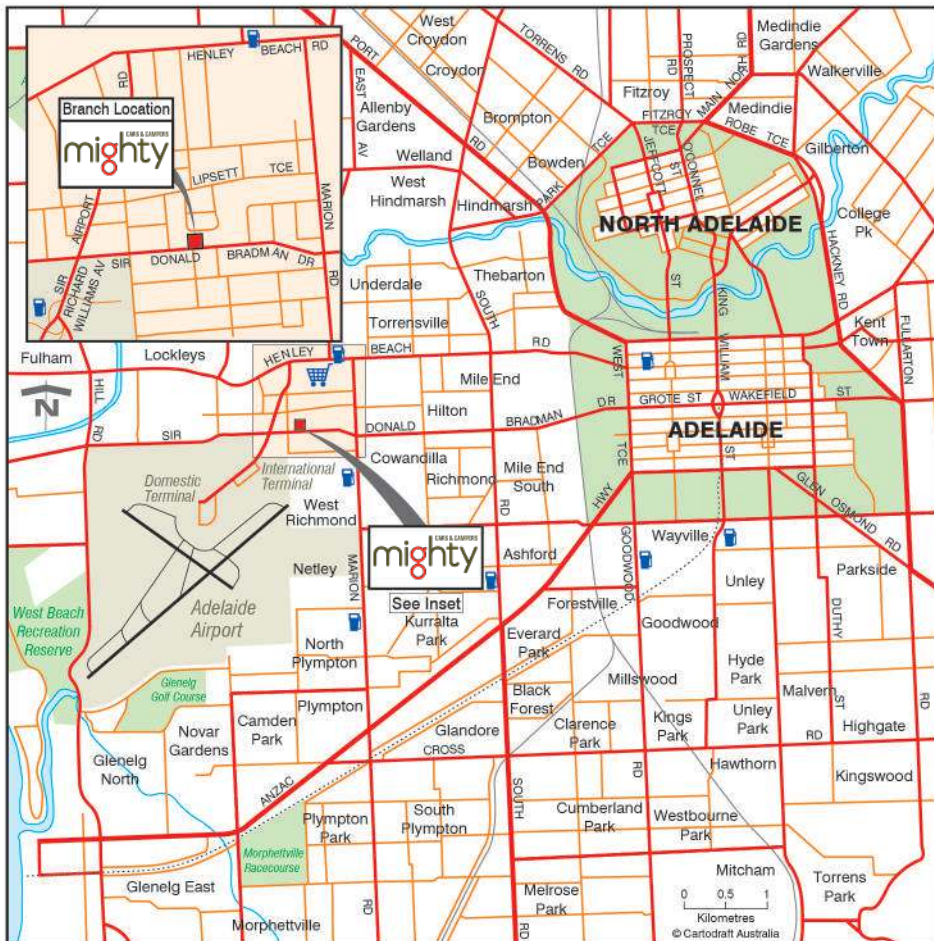 HENLEY BEACH RD
RD
Branch Location
CARS & CAMPERS
mighty
LIPSETT TCE
AIRPORT
MARION
RD
SIR DONALD BRADMAN DR
SIR RICHARD WILLIAMS AV
West Croydon
Croydon
TORRENS RD
PORT
RD
PROSPECT
RD
MAIN NORTH RD
Medindie Gardens
Walkerville
Fitzroy
FITZROY
TCE
Medindie
ROBE TCE
Gilberton
EAST
AV
Allenby Gardens
Brompton
Welland
Bowden
West Hindmarsh
Hindmarsh
PARK
TCE
JEFFCOTT
ST
O'CONNEL
ST
NORTH ADELAIDE
College Pk
HACKNEY RD
Underdale
Thebarton
SOUTH
Torrensville
KING
WILLIAM
ST
Kent Town
FULLARTON
Fulham
Lockleys
HENLEY BEACH RD
WEST
TCE
Mile End
N
HILL
RD
Hilton
DR
GROTE ST
WAKEFIELD ST
SIR DONALD BRADMAN
ADELAIDE
Cowandilla
Domestic Terminal
International Terminal
Richmond
Mile End South
RD
West Richmond
HWY
GLEN OSMOND RD
CARS & CAMPERS
mighty
GOODWOOD
Wayville
Ashford
Netley
MARION
Unley
Parkside
See Inset
Kurralta Park
Forestville
West Beach Recreation Reserve
Adelaide Airport
Goodwood
DUTHY
ST
North Plympton
Everard Park
Hyde Park
Glenelg Golf Course
Millswood
Malvern
RD
Plympton
Black Forest
Novar Gardens
Camden Park
Glandore
Clarence Park
Kings Park
Unley Park
Highgate
CROSS
RD
Glenelg North
ANZAC
Hawthorn
Kingswood
RD
SOUTH
Plympton Park
South Plympton
Cumberland Park
Westbourne Park
Morphettville Racecourse
Mitcham
Glenelg East
Melrose Park
Torrens Park
Morphettville
RD
RD
0 0.5 1
Kilometres
© Cartodraft Australia